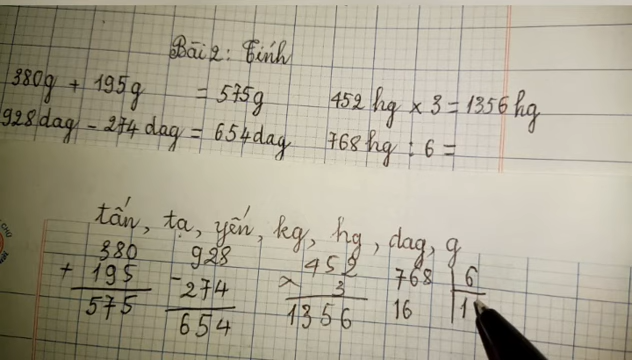 Bài 2: Tính
380g + 195g = 575g 452 hg x 3 = 1356 hg
928 dag - 274 dag = 654 dag 768 hg : 6 =
tấn, tạ, yến, kg, hg, dag, g
380 928 452 768 6
+ 195 - 274 x 3 16 1
575 654 1356